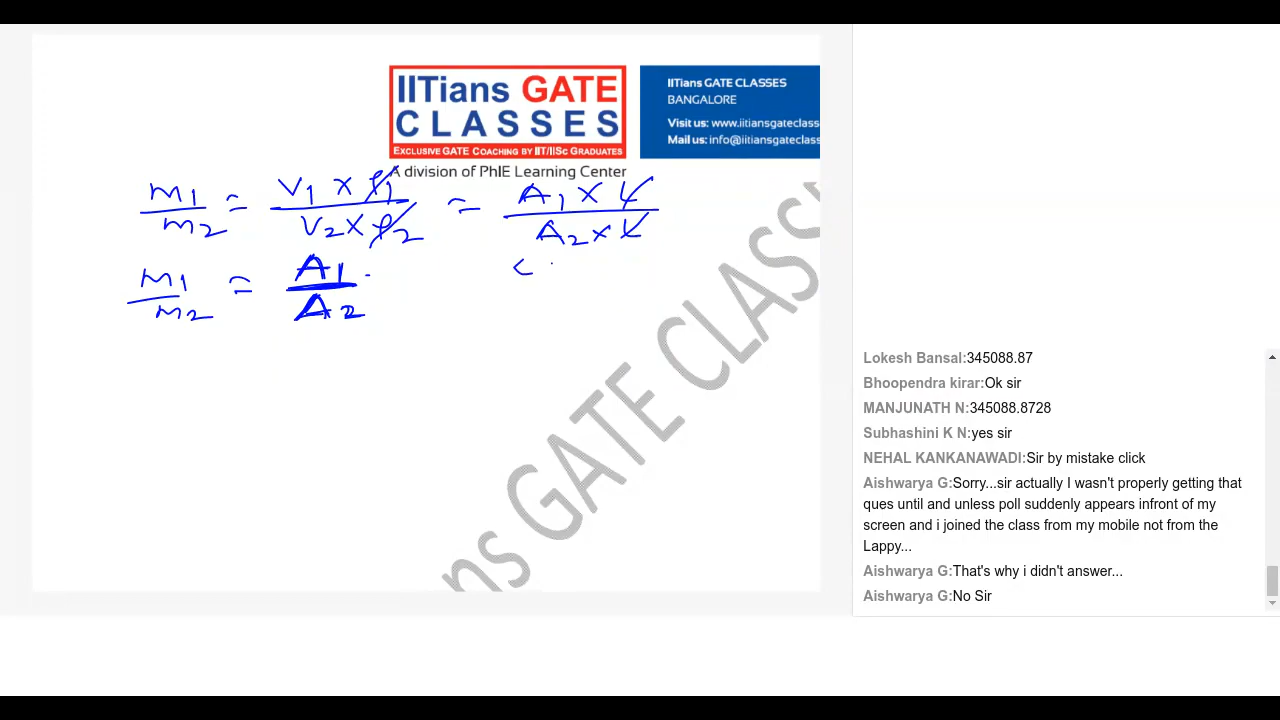 IITians GATE
CLASSES
EXCLUSIVE GATE COACHING BY IIT/IISc GRADUATES
A division of PhIE Learning Center
IITians GATE CLASSES
BANGALORE
Visit us: www.iitiansgateclass
Mail us: info@iitiansgateclass
m1/m2 = V1 x ρ1/V2 x ρ2 = A1 x L/A2 x L
m1/m2 = A1/A2
<
ns GATE CLASS
Lokesh Bansal:345088.87
Bhoopendra kirar:Ok sir
MANJUNATH N:345088.8728
Subhashini K N:yes sir
NEHAL KANKANAWADI:Sir by mistake click
Aishwarya G:Sorry...sir actually I wasn't properly getting that
ques until and unless poll suddenly appears infront of my
screen and i joined the class from my mobile not from the
Lappy...
Aishwarya G:That's why i didn't answer...
Aishwarya G:No Sir